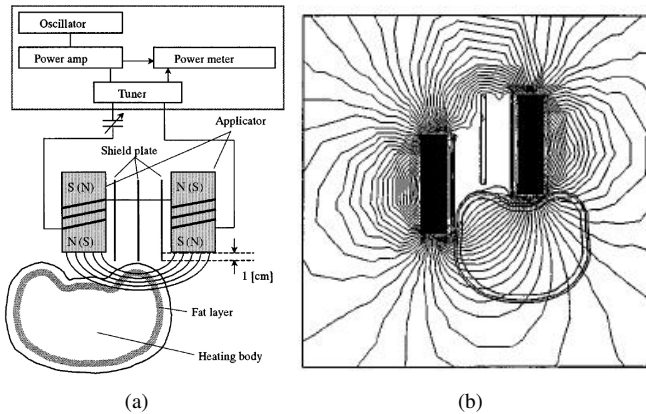 Oscillator
Power amp
Power meter
Tuner
Applicator
Shield plate
S (N)
N (S)
N (S)
S (N)
1 [cm]
Fat layer
Heating body
(a)
(b)